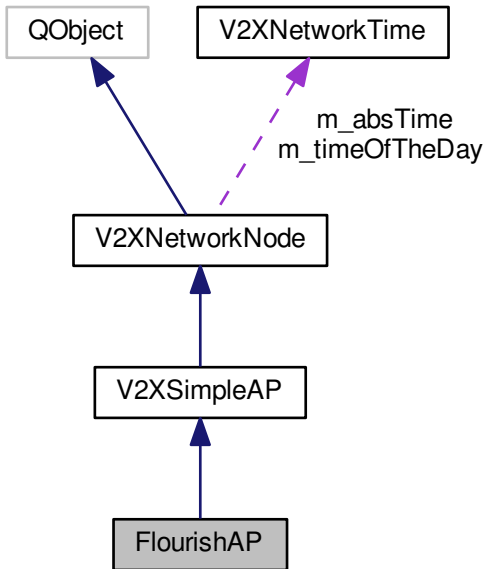 QObject
V2XNetworkTime
m_absTime
m_timeOfTheDay
V2XNetworkNode
V2XSimpleAP
FlourishAP